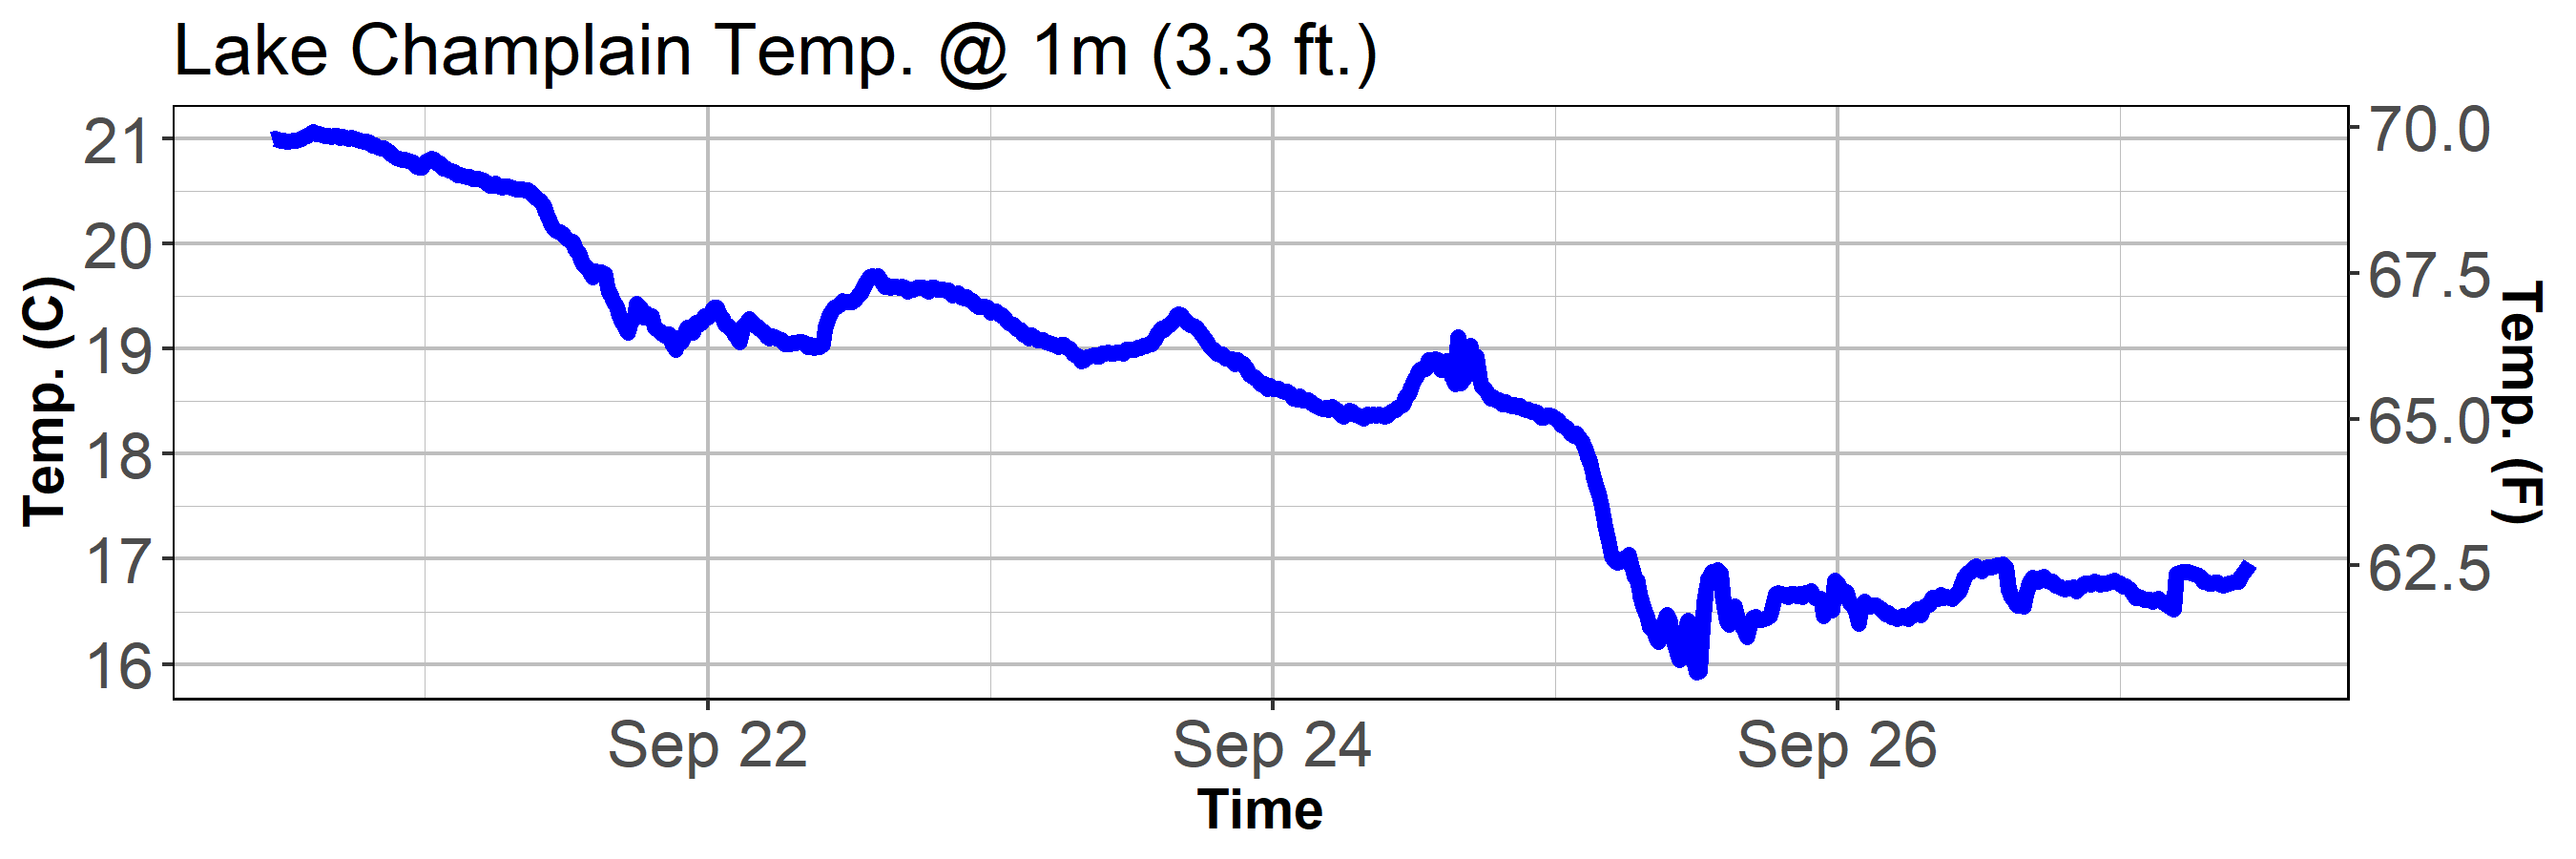 Lake Champlain Temp. @ 1m (3.3 ft.)
Temp. (C)
21
20
19
18
17
16
70.0
67.5
65.0
62.5
Temp. (F)
Sep 22
Sep 24
Sep 26
Time